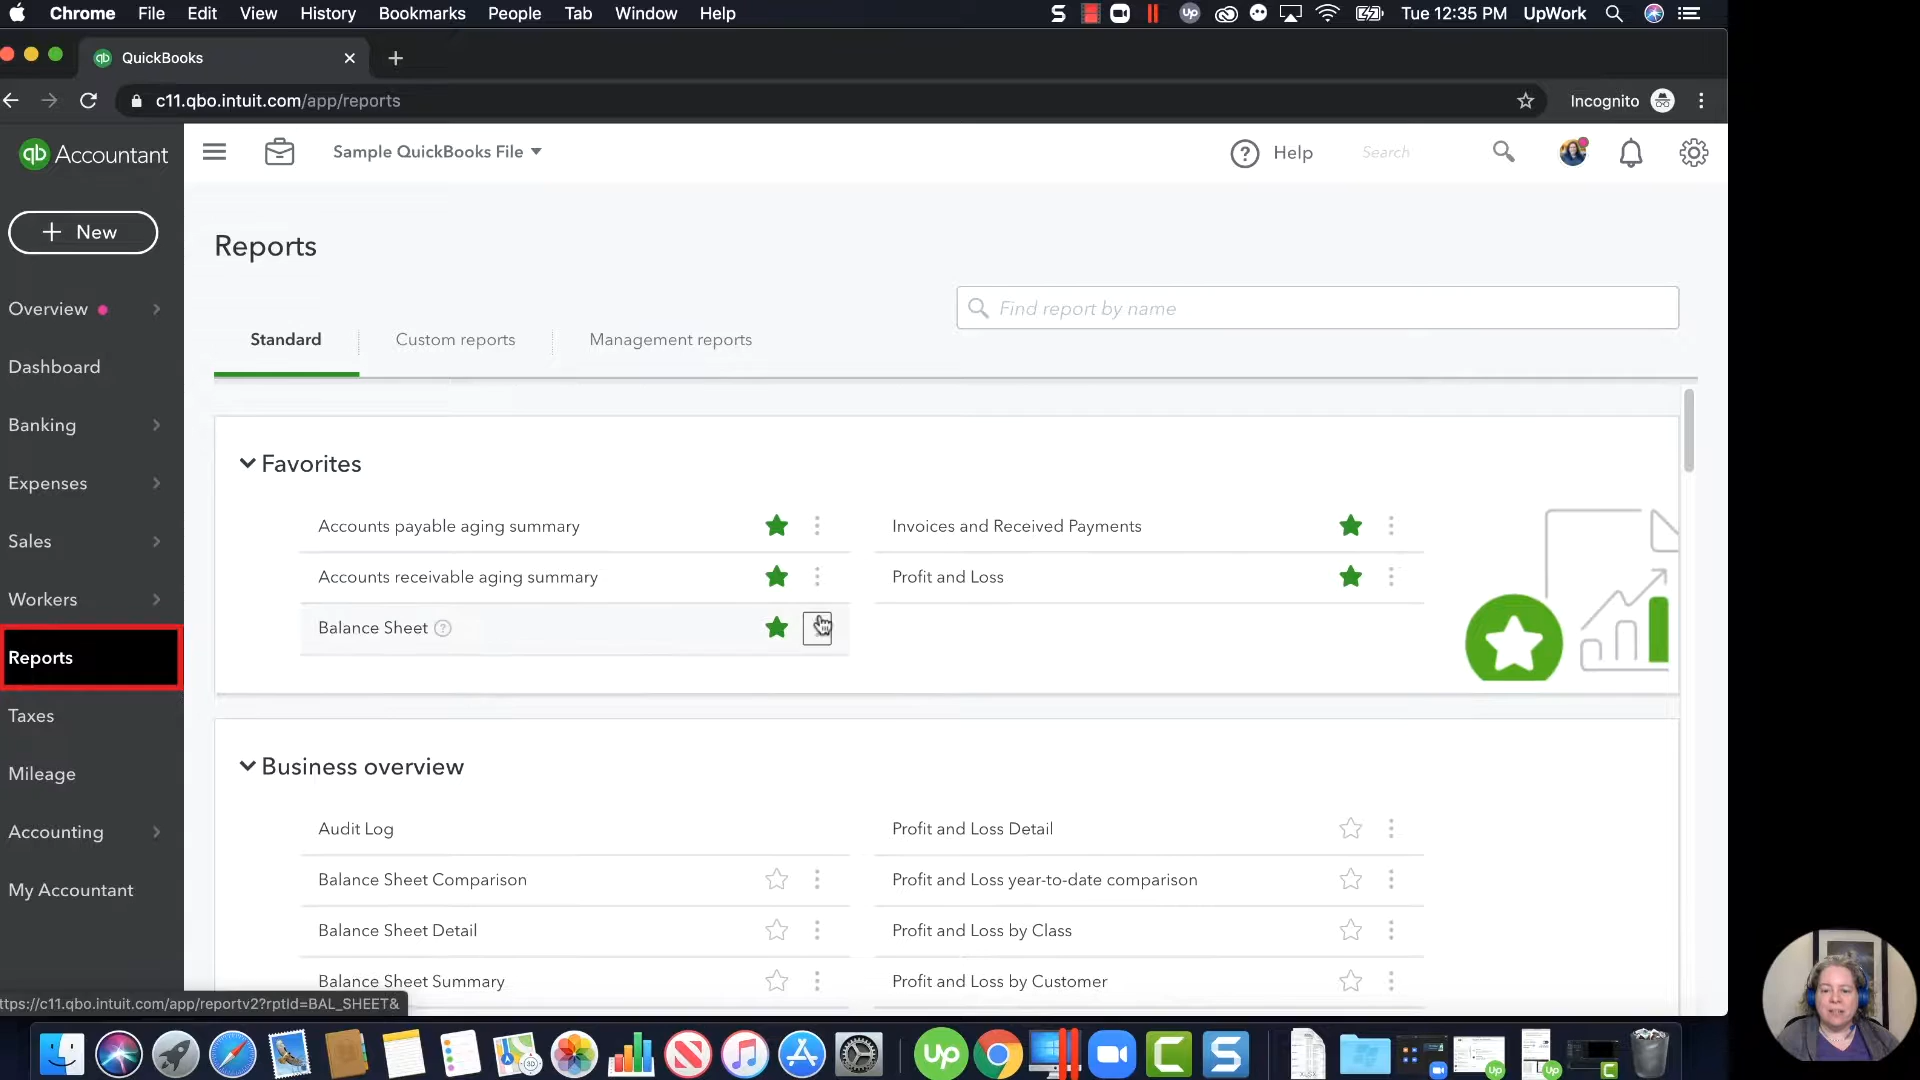 Chrome File Edit View History Bookmarks People Tab Window Help
Tue 12:35 PM UpWork
QuickBooks
c11.qbo.intuit.com/app/reports
Incognito
qb Accountant
Sample QuickBooks File
Help
Search
+ New
Reports
Find report by name
Standard
Custom reports
Management reports
Overview
Dashboard
Banking
Expenses
Sales
Workers
Reports
Taxes
Mileage
Accounting
My Accountant
Favorites
Accounts payable aging summary
Invoices and Received Payments
Accounts receivable aging summary
Profit and Loss
Balance Sheet
Business overview
Audit Log
Profit and Loss Detail
Balance Sheet Comparison
Profit and Loss year-to-date comparison
Balance Sheet Detail
Profit and Loss by Class
Balance Sheet Summary
Profit and Loss by Customer
ttps://c11.qbo.intuit.com/app/reportv2?rptId=BAL_SHEET&